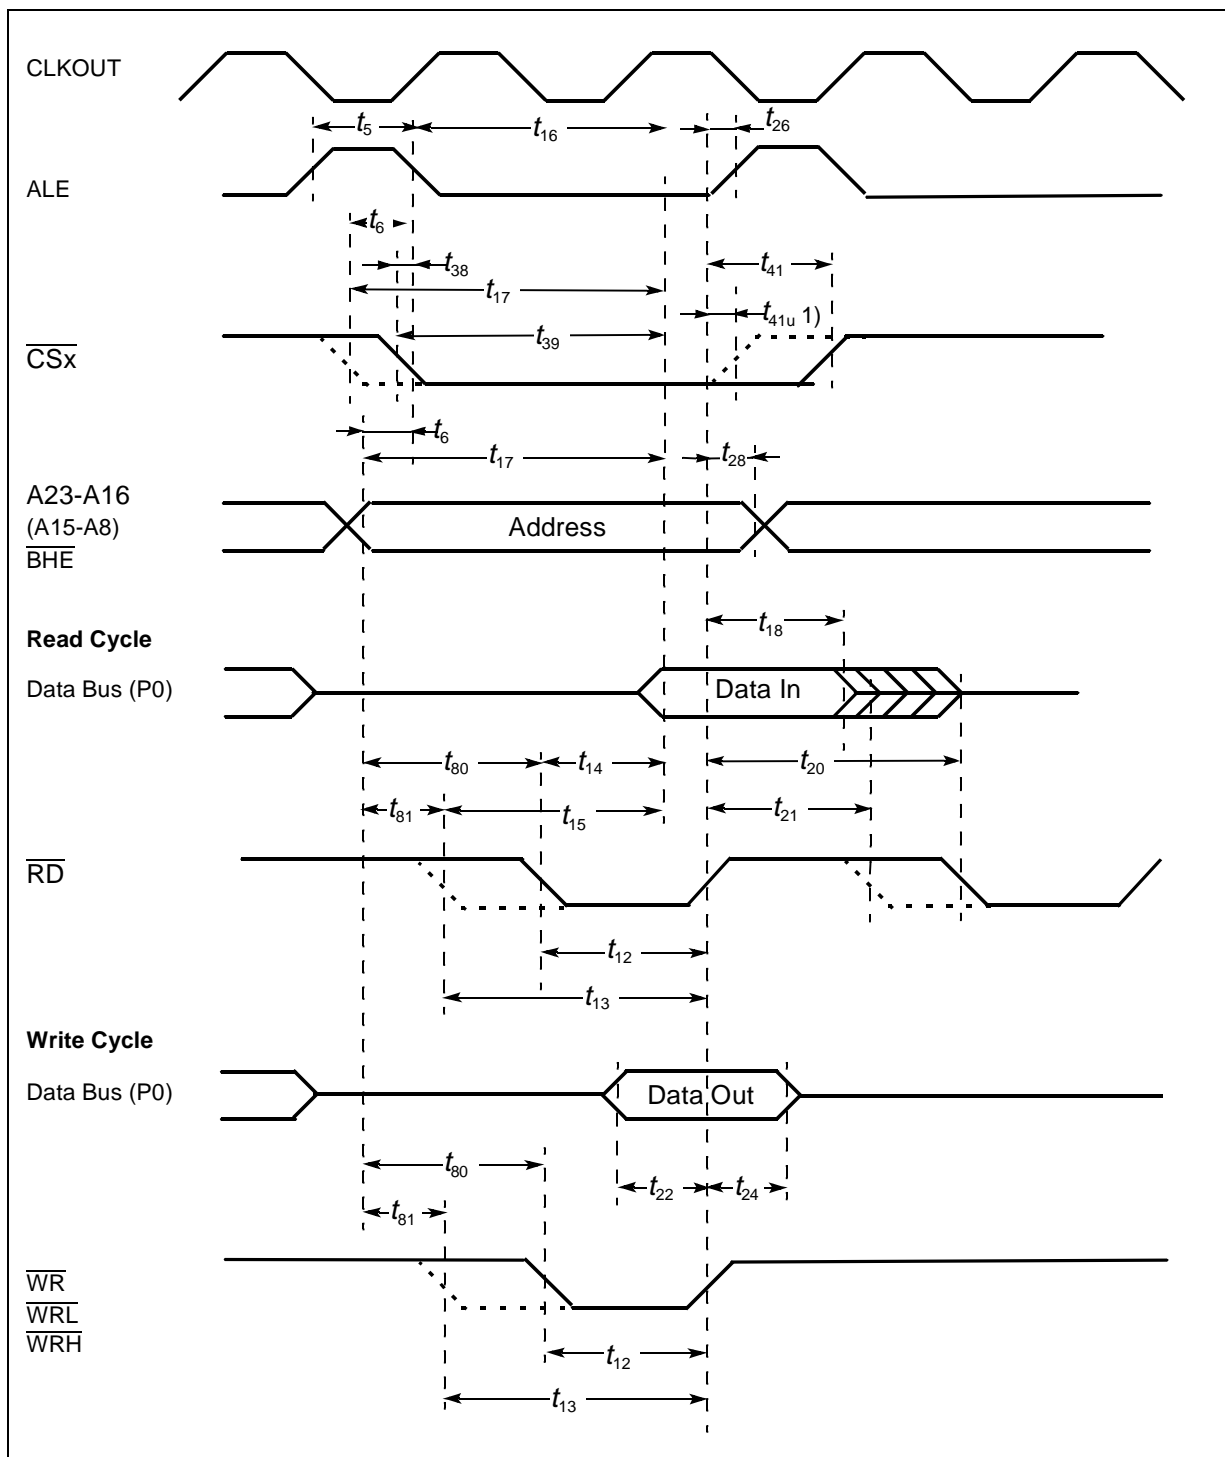 CLKOUT
t5 t16 t26
ALE
t6
t38 t41
t17
t41u 1)
t39
CSx
t6
t17 t28
A23-A16
(A15-A8) Address
BHE
t18
Read Cycle
Data Bus (P0) Data In
t80 t14 t20
t81 t15 t21
RD
t12
t13
Write Cycle
Data Bus (P0) Data Out
t80
t22 t24
t81
WR
WRL
WRH
t12
t13